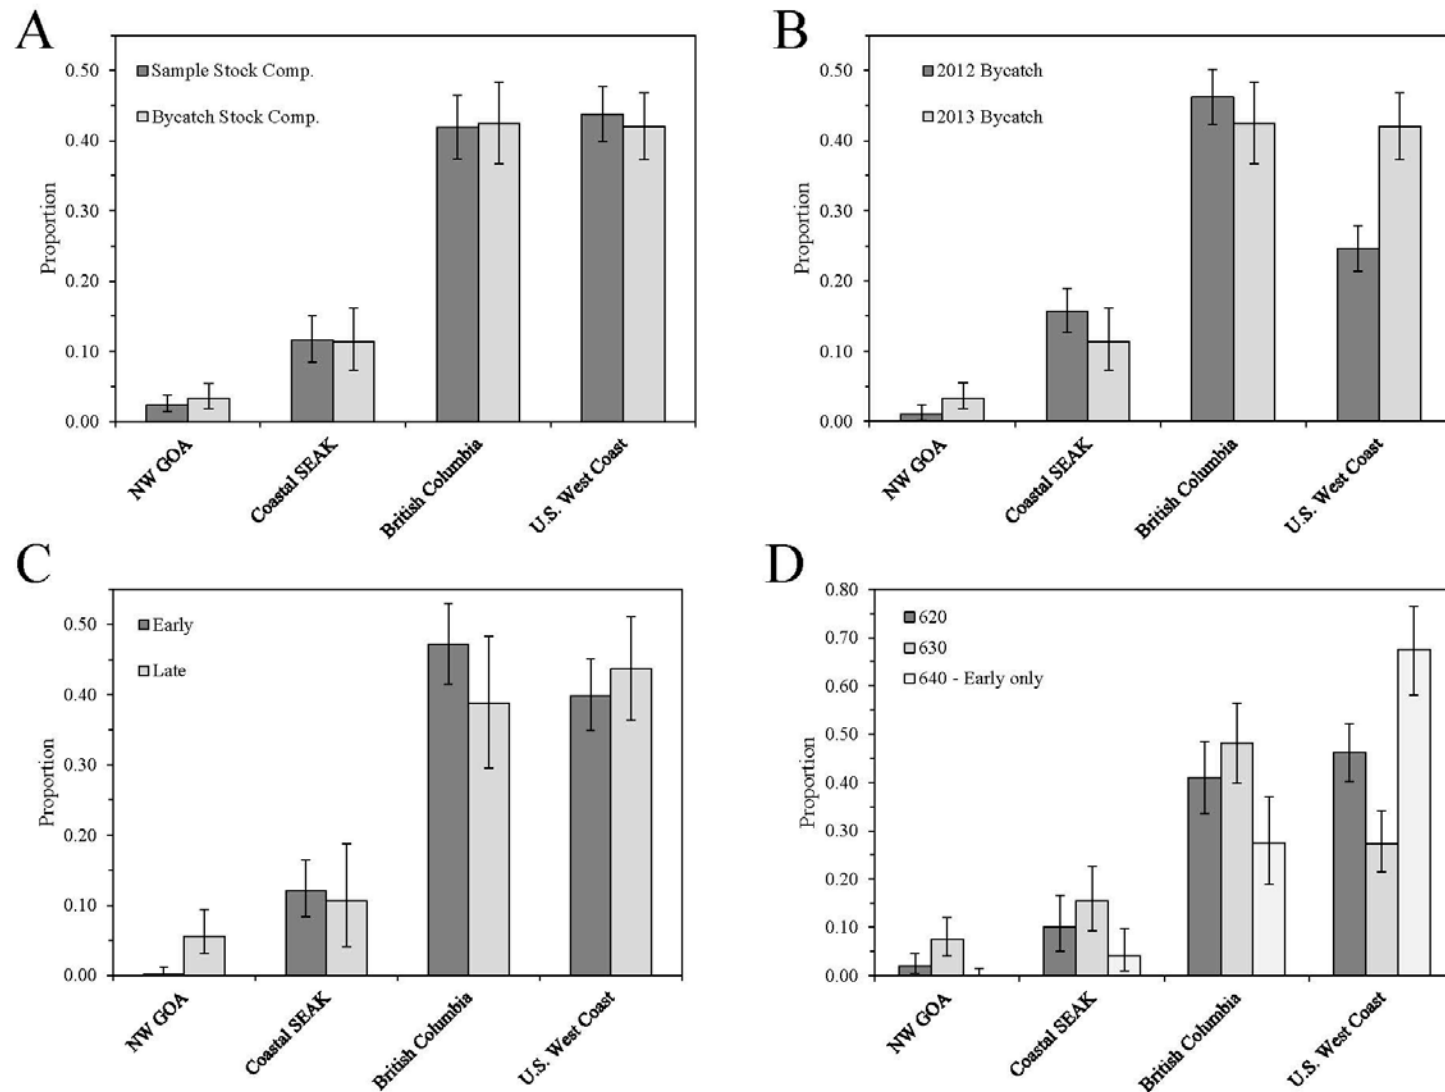 A
Sample Stock Comp.
Bycatch Stock Comp.
Proportion
0.50
0.40
0.30
0.20
0.10
0.00
NW GOA
Coastal SEAK
British Columbia
U.S. West Coast
B
2012 Bycatch
2013 Bycatch
Proportion
0.50
0.40
0.30
0.20
0.10
0.00
NW GOA
Coastal SEAK
British Columbia
U.S. West Coast
C
Early
Late
Proportion
0.50
0.40
0.30
0.20
0.10
0.00
NW GOA
Coastal SEAK
British Columbia
U.S. West Coast
D
620
630
640 - Early only
Proportion
0.80
0.70
0.60
0.50
0.40
0.30
0.20
0.10
0.00
NW GOA
Coastal SEAK
British Columbia
U.S. West Coast